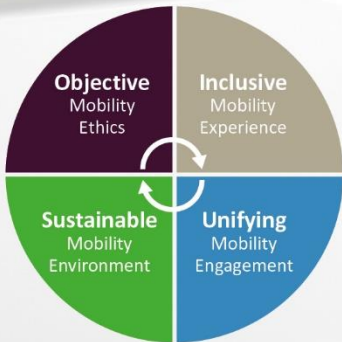 Objective
Mobility
Ethics
Inclusive
Mobility
Experience
Sustainable
Mobility
Environment
Unifying
Mobility
Engagement